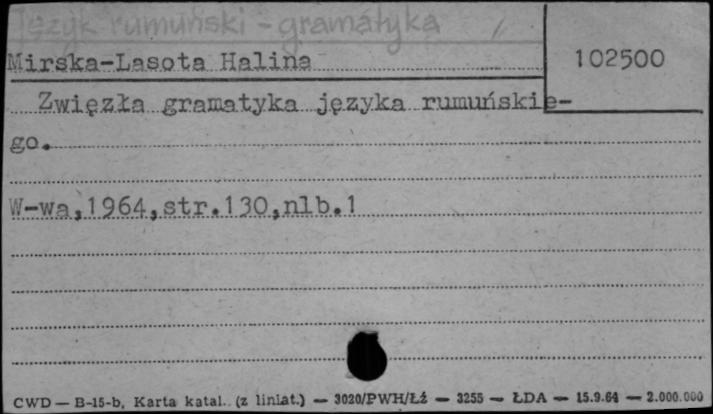 Język rumuński - gramatyka
Mirska-Lasota Halina
102500
Zwięzła gramatyka języka rumuńskie-
go.
W-wa,1964,str.130,nlb.1
CWD — B-15-b, Karta katal. (z liniat.) — 3020/PWH/Łź — 3255 — ŁDA — 15.9.64 — 2.000.000